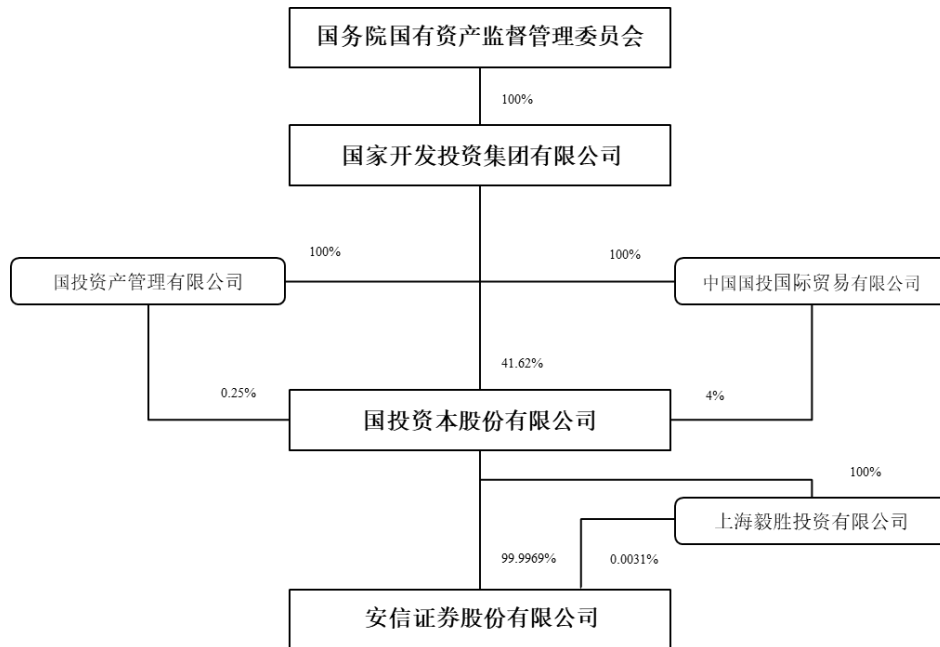 国务院国有资产监督管理委员会
100%
国家开发投资集团有限公司
100%
100%
国投资产管理有限公司
中国国投国际贸易有限公司
41.62%
0.25%
4%
国投资本股份有限公司
100%
上海毅胜投资有限公司
99.9969%
0.0031%
安信证券股份有限公司